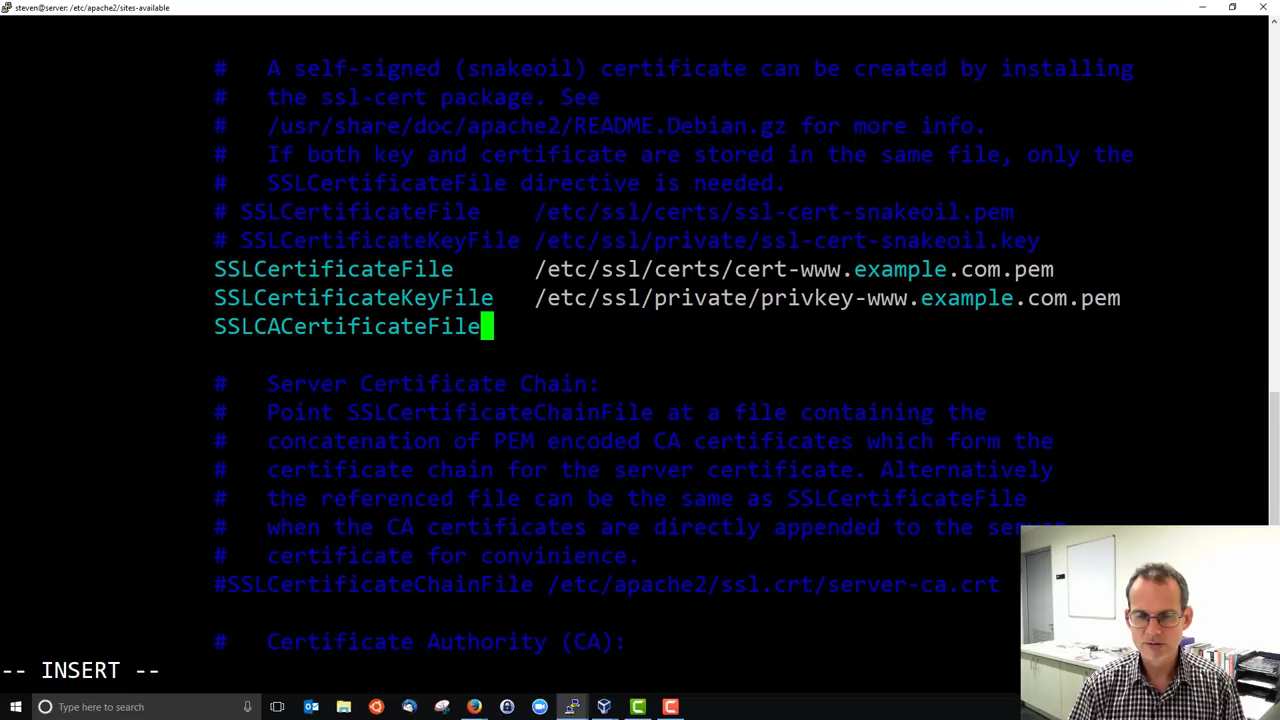 steven@server: /etc/apache2/sites-available
# A self-signed (snakeoil) certificate can be created by installing
# the ssl-cert package. See
# /usr/share/doc/apache2/README.Debian.gz for more info.
# If both key and certificate are stored in the same file, only the
# SSLCertificateFile directive is needed.
# SSLCertificateFile /etc/ssl/certs/ssl-cert-snakeoil.pem
# SSLCertificateKeyFile /etc/ssl/private/ssl-cert-snakeoil.key
SSLCertificateFile /etc/ssl/certs/cert-www.example.com.pem
SSLCertificateKeyFile /etc/ssl/private/privkey-www.example.com.pem
SSLCACertificateFile
# Server Certificate Chain:
# Point SSLCertificateChainFile at a file containing the
# concatenation of PEM encoded CA certificates which form the
# certificate chain for the server certificate. Alternatively
# the referenced file can be the same as SSLCertificateFile
# when the CA certificates are directly appended to the server
# certificate for convinience.
#SSLCertificateChainFile /etc/apache2/ssl.crt/server-ca.crt
# Certificate Authority (CA):
-- INSERT --
Type here to search